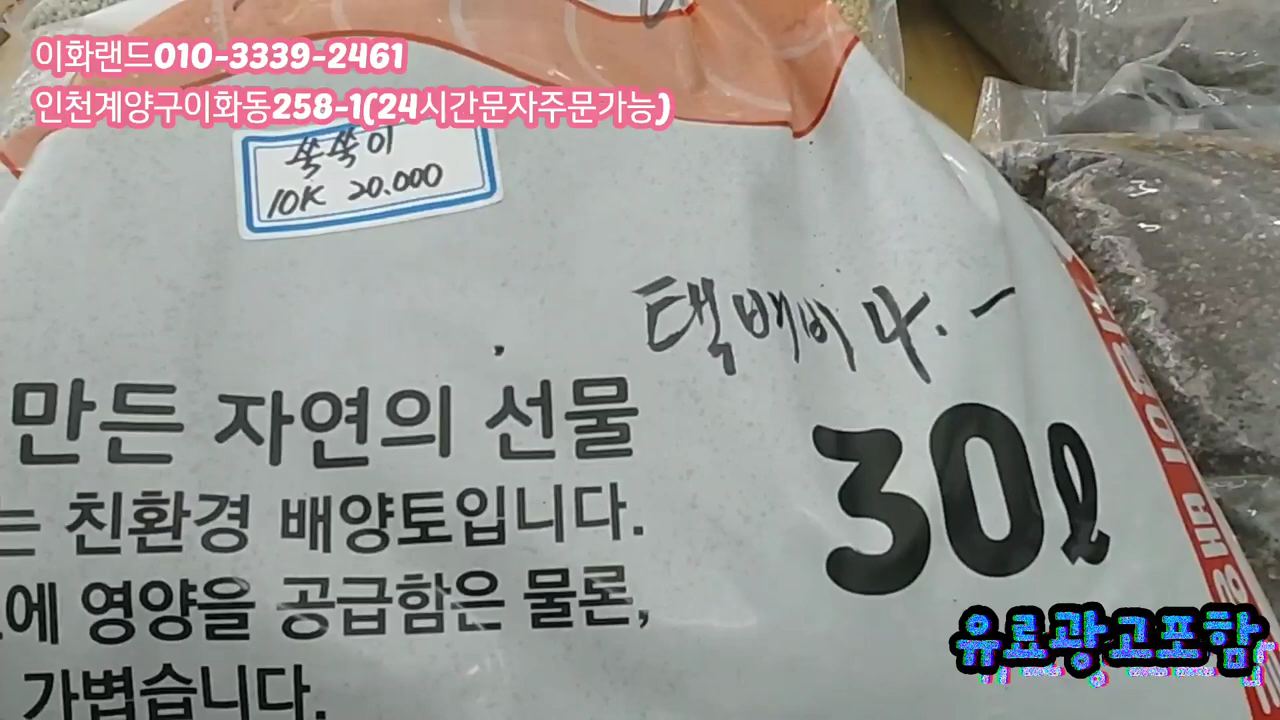 이화랜드010-3339-2461
인천계양구이화동258-1(24시간문자주문가능)
쑥쑥이
10K 20.000
택배비 4.-
만든 자연의 선물
는 친환경 배양토입니다.
에 영양을 공급함은 물론,
가볍습니다.
30ℓ
유료광고포함